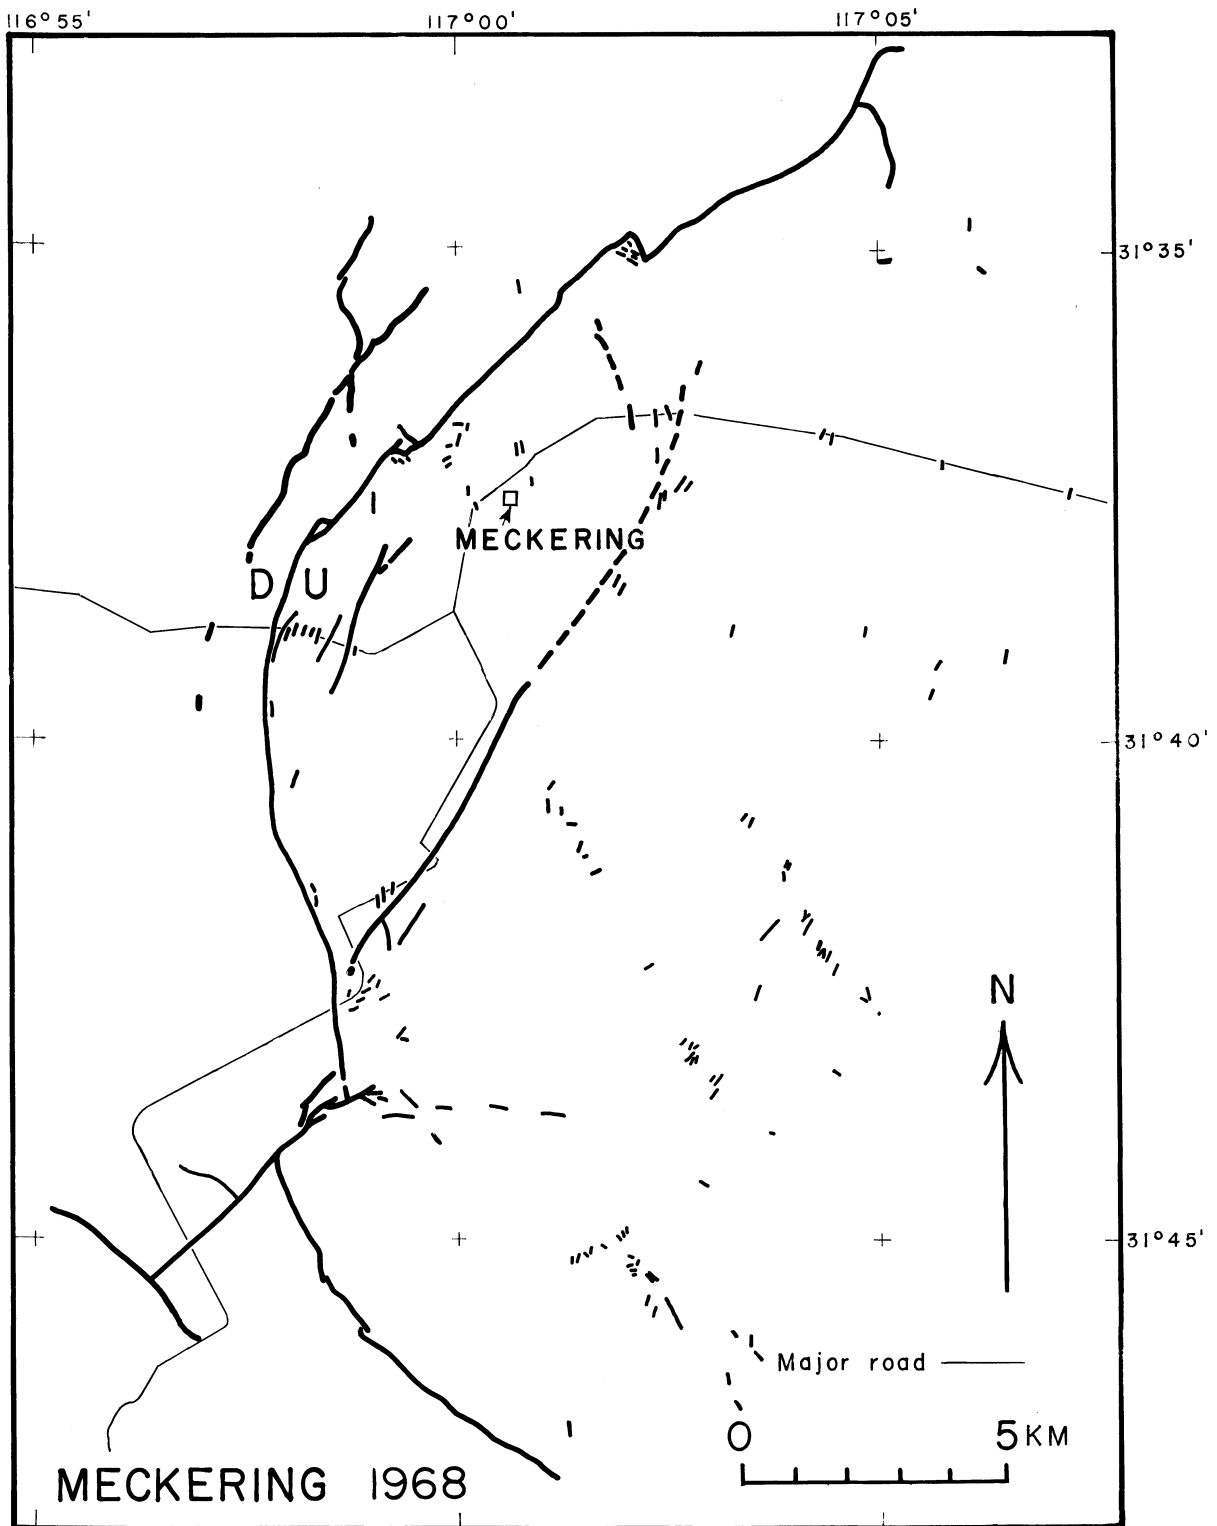 116°55' 117°00' 117°05'
31°35'
MECKERING
D U
31°40'
N
31°45'
Major road
0 5 KM
MECKERING 1968